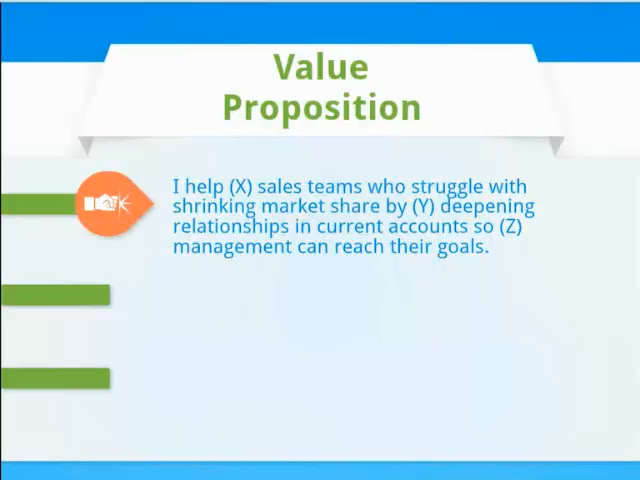 Value
Proposition
I help (X) sales teams who struggle with
shrinking market share by (Y) deepening
relationships in current accounts so (Z)
management can reach their goals.